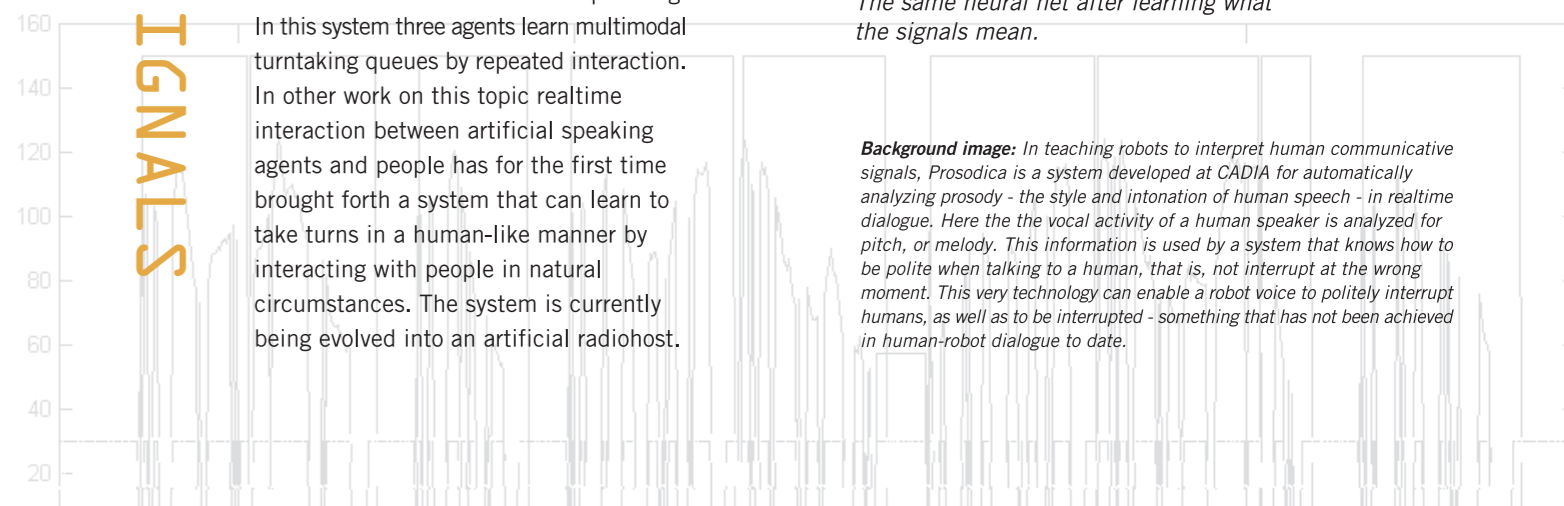 160
140
120
100
80
60
40
20
IGNALS
In this system three agents learn multimodal
turntaking queues by repeated interaction.
In other work on this topic realtime
interaction between artificial speaking
agents and people has for the first time
brought forth a system that can learn to
take turns in a human-like manner by
interacting with people in natural
circumstances. The system is currently
being evolved into an artificial radiohost.
The same neural net after learning what
the signals mean.
Background image: In teaching robots to interpret human communicative
signals, Prosodica is a system developed at CADIA for automatically
analyzing prosody - the style and intonation of human speech - in realtime
dialogue. Here the the vocal activity of a human speaker is analyzed for
pitch, or melody. This information is used by a system that knows how to
be polite when talking to a human, that is, not interrupt at the wrong
moment. This very technology can enable a robot voice to politely interrupt
humans, as well as to be interrupted - something that has not been achieved
in human-robot dialogue to date.